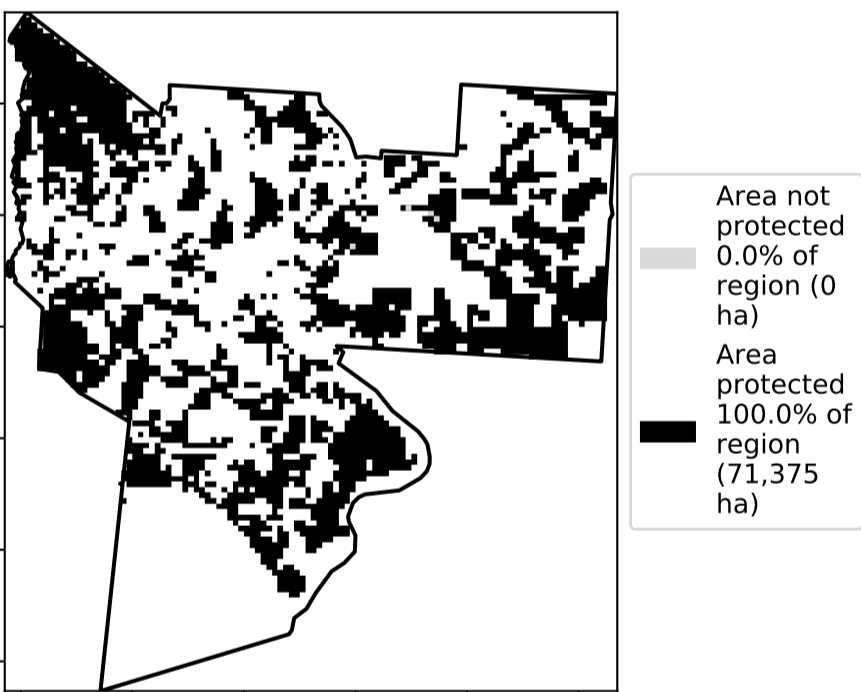 Area not
protected
0.0% of
region (0
ha)
Area
protected
100.0% of
region
(71,375
ha)